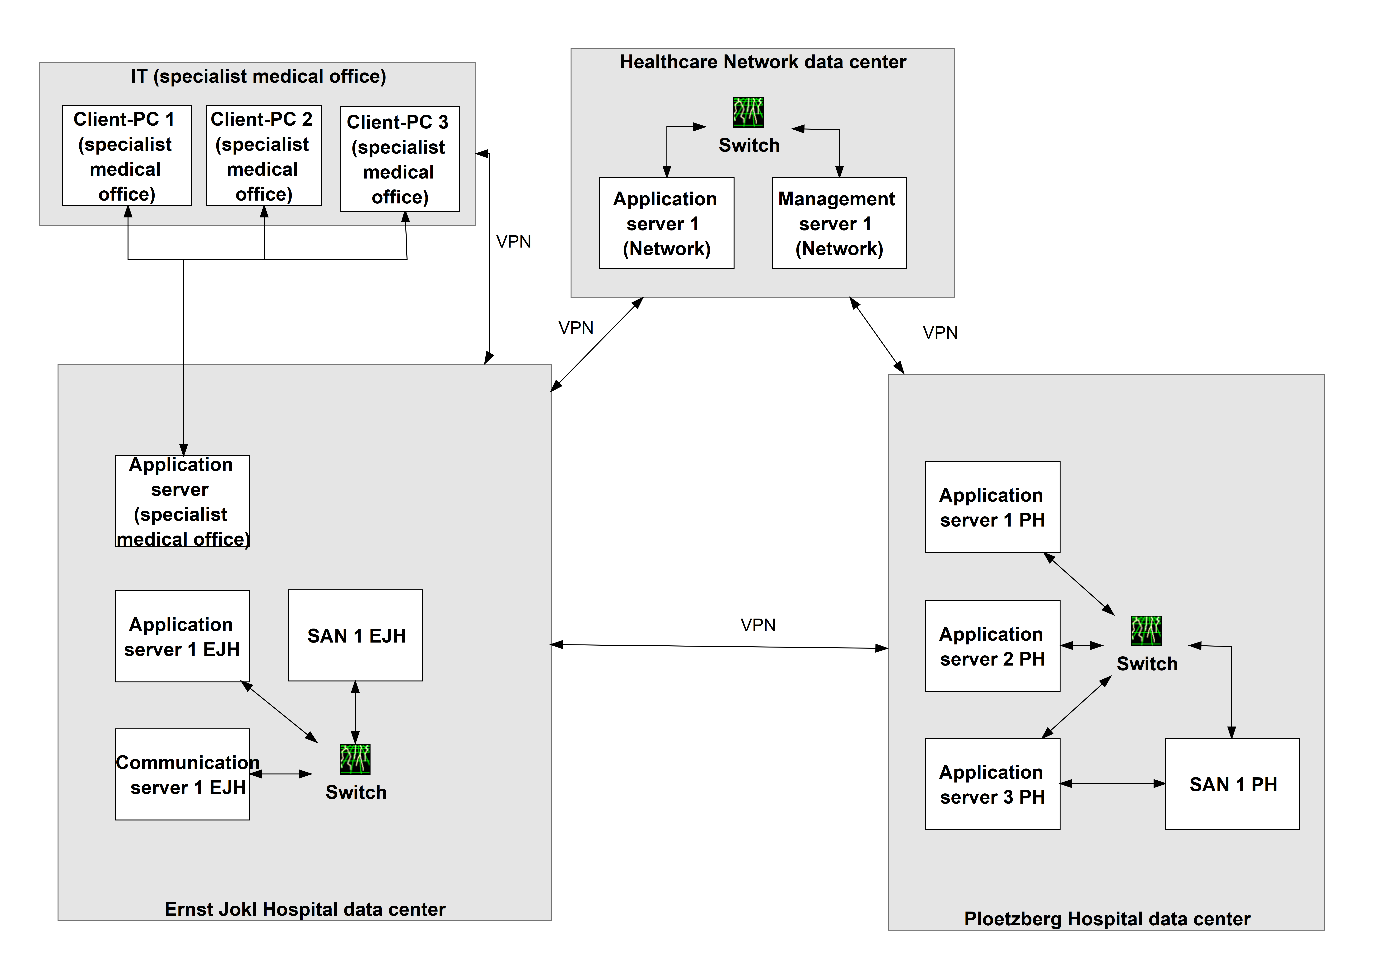 IT (specialist medical office)
Client-PC 1
(specialist
medical
office)
Client-PC 2
(specialist
medical
office)
Client-PC 3
(specialist
medical
office)
VPN
Healthcare Network data center
Switch
Application
server 1
(Network)
Management
server 1
(Network)
VPN
VPN
Application
server
(specialist
medical office)
Application
server 1 EJH
SAN 1 EJH
Communication
server 1 EJH
Switch
Ernst Jokl Hospital data center
VPN
Application
server 1 PH
Application
server 2 PH
Switch
Application
server 3 PH
SAN 1 PH
Ploetzberg Hospital data center